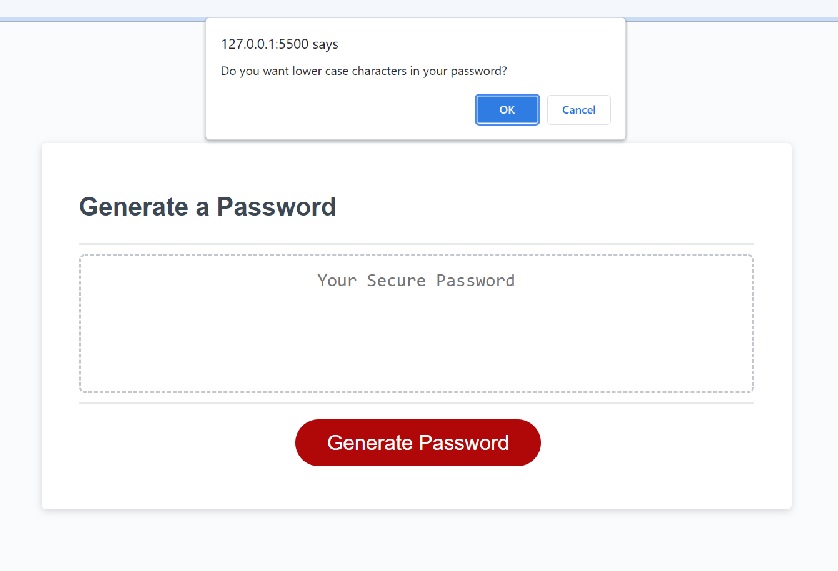 127.0.0.1:5500 says
Do you want lower case characters in your password?
OK Cancel
Generate a Password
Your Secure Password
Generate Password